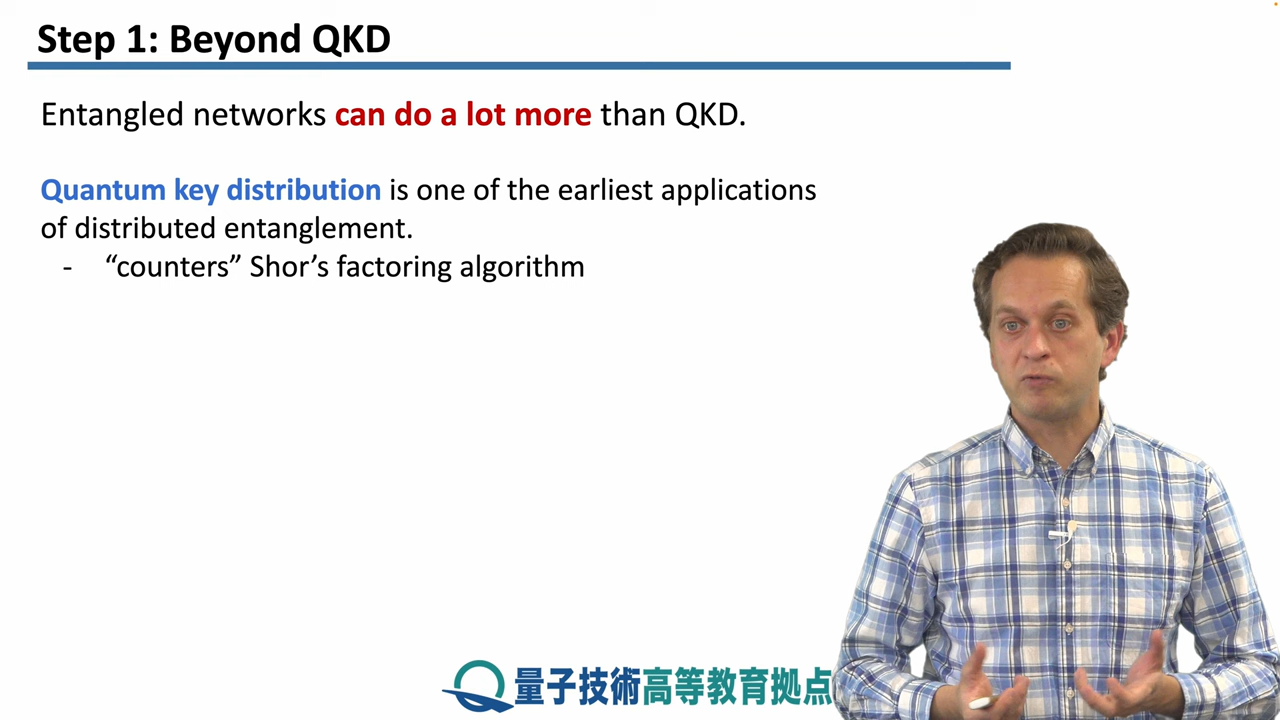 Step 1: Beyond QKD
Entangled networks can do a lot more than QKD.
Quantum key distribution is one of the earliest applications
of distributed entanglement.
- “counters” Shor’s factoring algorithm
量子技術高等教育拠点